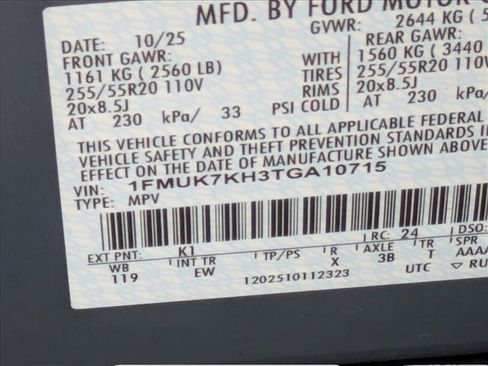 MFD. BY FORD MOTOR
DATE: 10/25 GVWR: 2644 KG
FRONT GAWR: REAR GAWR:
1161 KG ( 2560 LB) WITH 1560 KG ( 3440
255/55R20 110V TIRES 255/55R20 110V
20x8.5J RIMS 20x8.5J
AT 230 kPa/ 33 PSI COLD AT 230 kPa/
THIS VEHICLE CONFORMS TO ALL APPLICABLE FEDERAL
VEHICLE SAFETY AND THEFT PREVENTION STANDARDS
EFFECT ON THE DATE OF MANUFACTURE SHOWN ABOVE
VIN: 1FMUK7KH3TGA10715
TYPE: MPV
EXT PNT: K1 RC: 24 DSO:
WB INT TR TP/PS R AXLE TR SPR
119 EW X 3B T AAAA
1202510112323 UTC ▽ RU